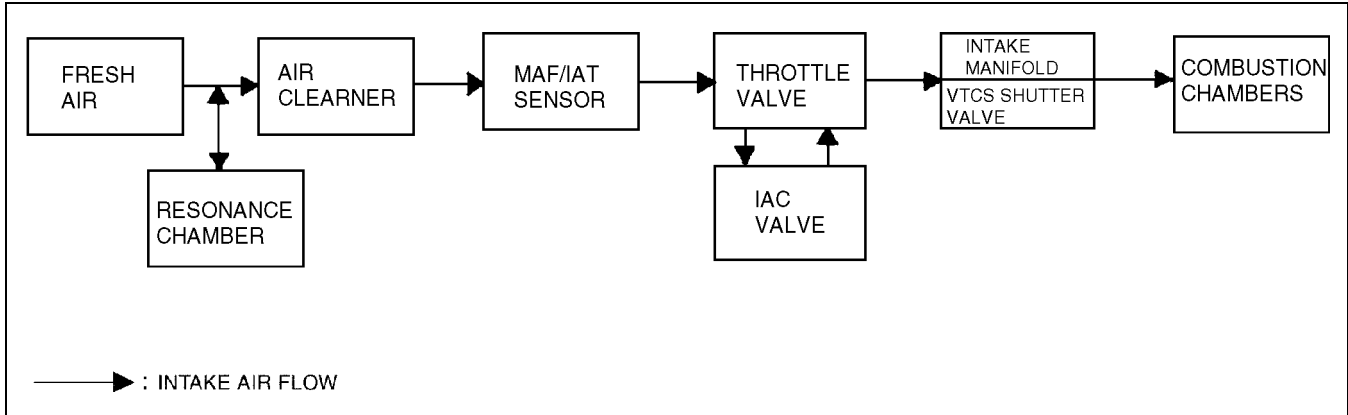 FRESH
AIR
AIR
CLEARNER
MAF/IAT
SENSOR
THROTTLE
VALVE
INTAKE
MANIFOLD
VTCS SHUTTER
VALVE
COMBUSTION
CHAMBERS
RESONANCE
CHAMBER
IAC
VALVE
: INTAKE AIR FLOW